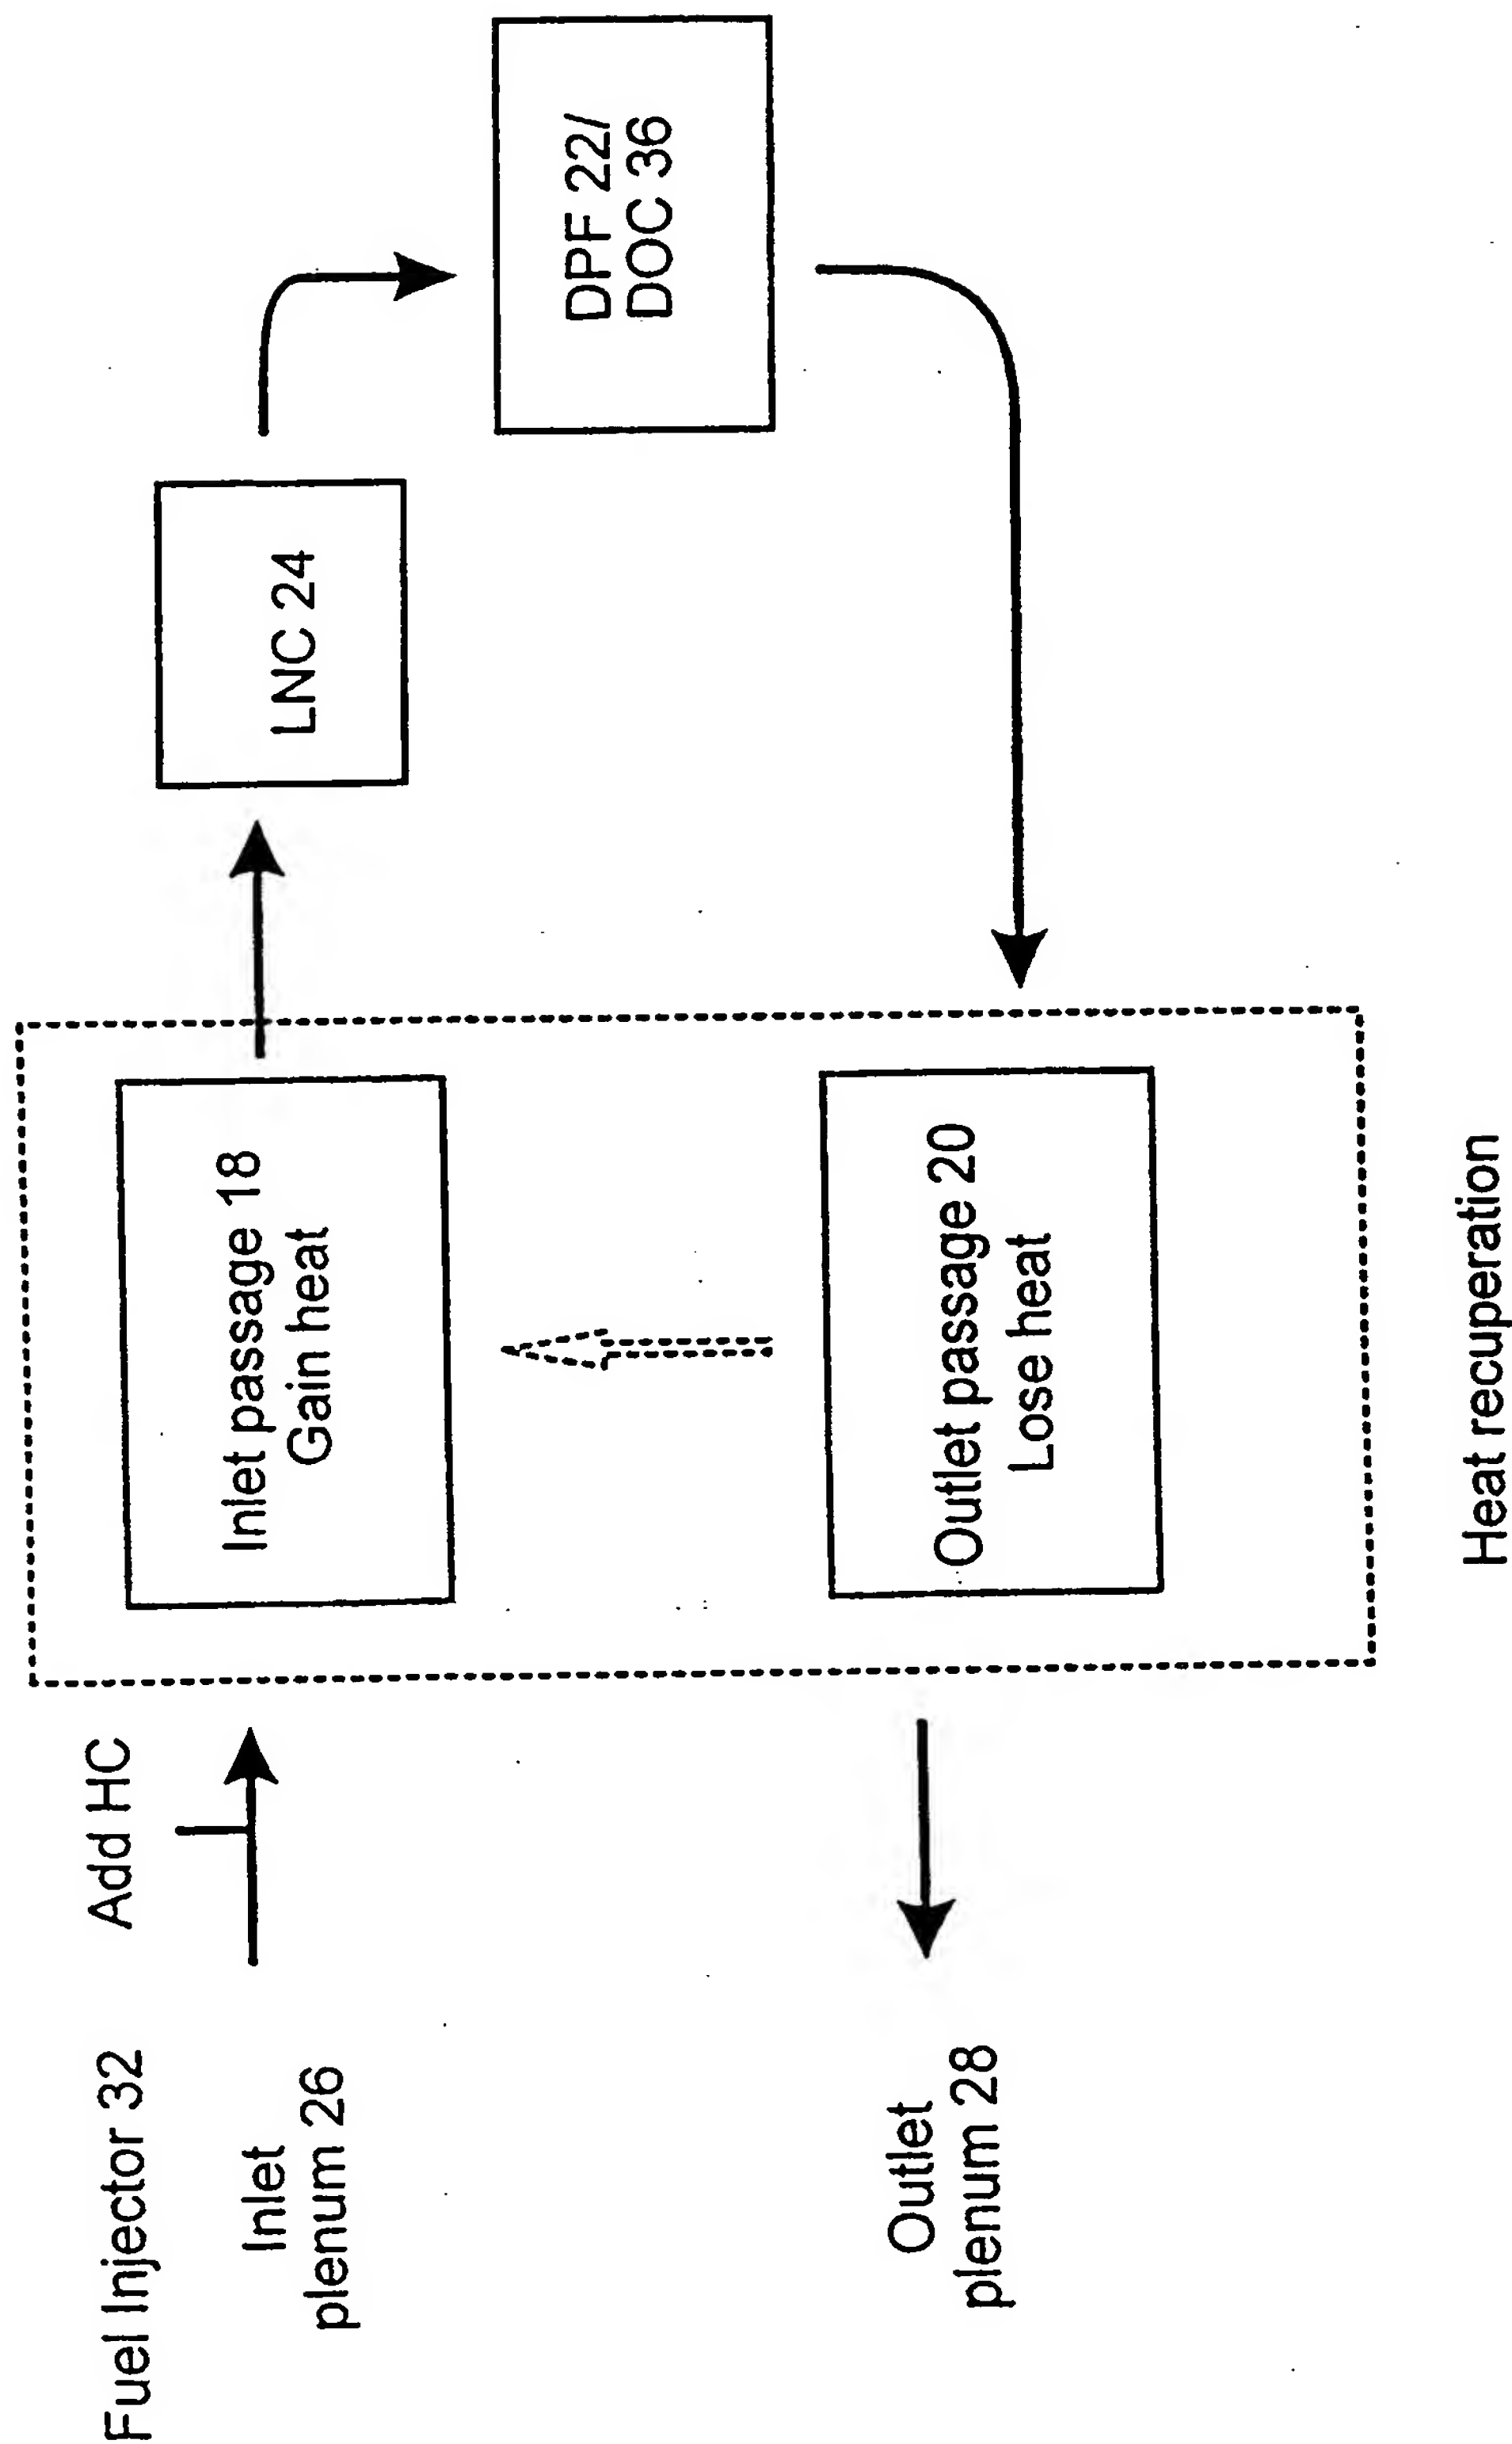 Fuel Injector 32
Add HC
Inlet
plenum 26
Inlet passage 18
Gain heat
LNC 24
DPF 22/
DOC 36
Outlet
plenum 28
Outlet passage 20
Lose heat
Heat recuperation